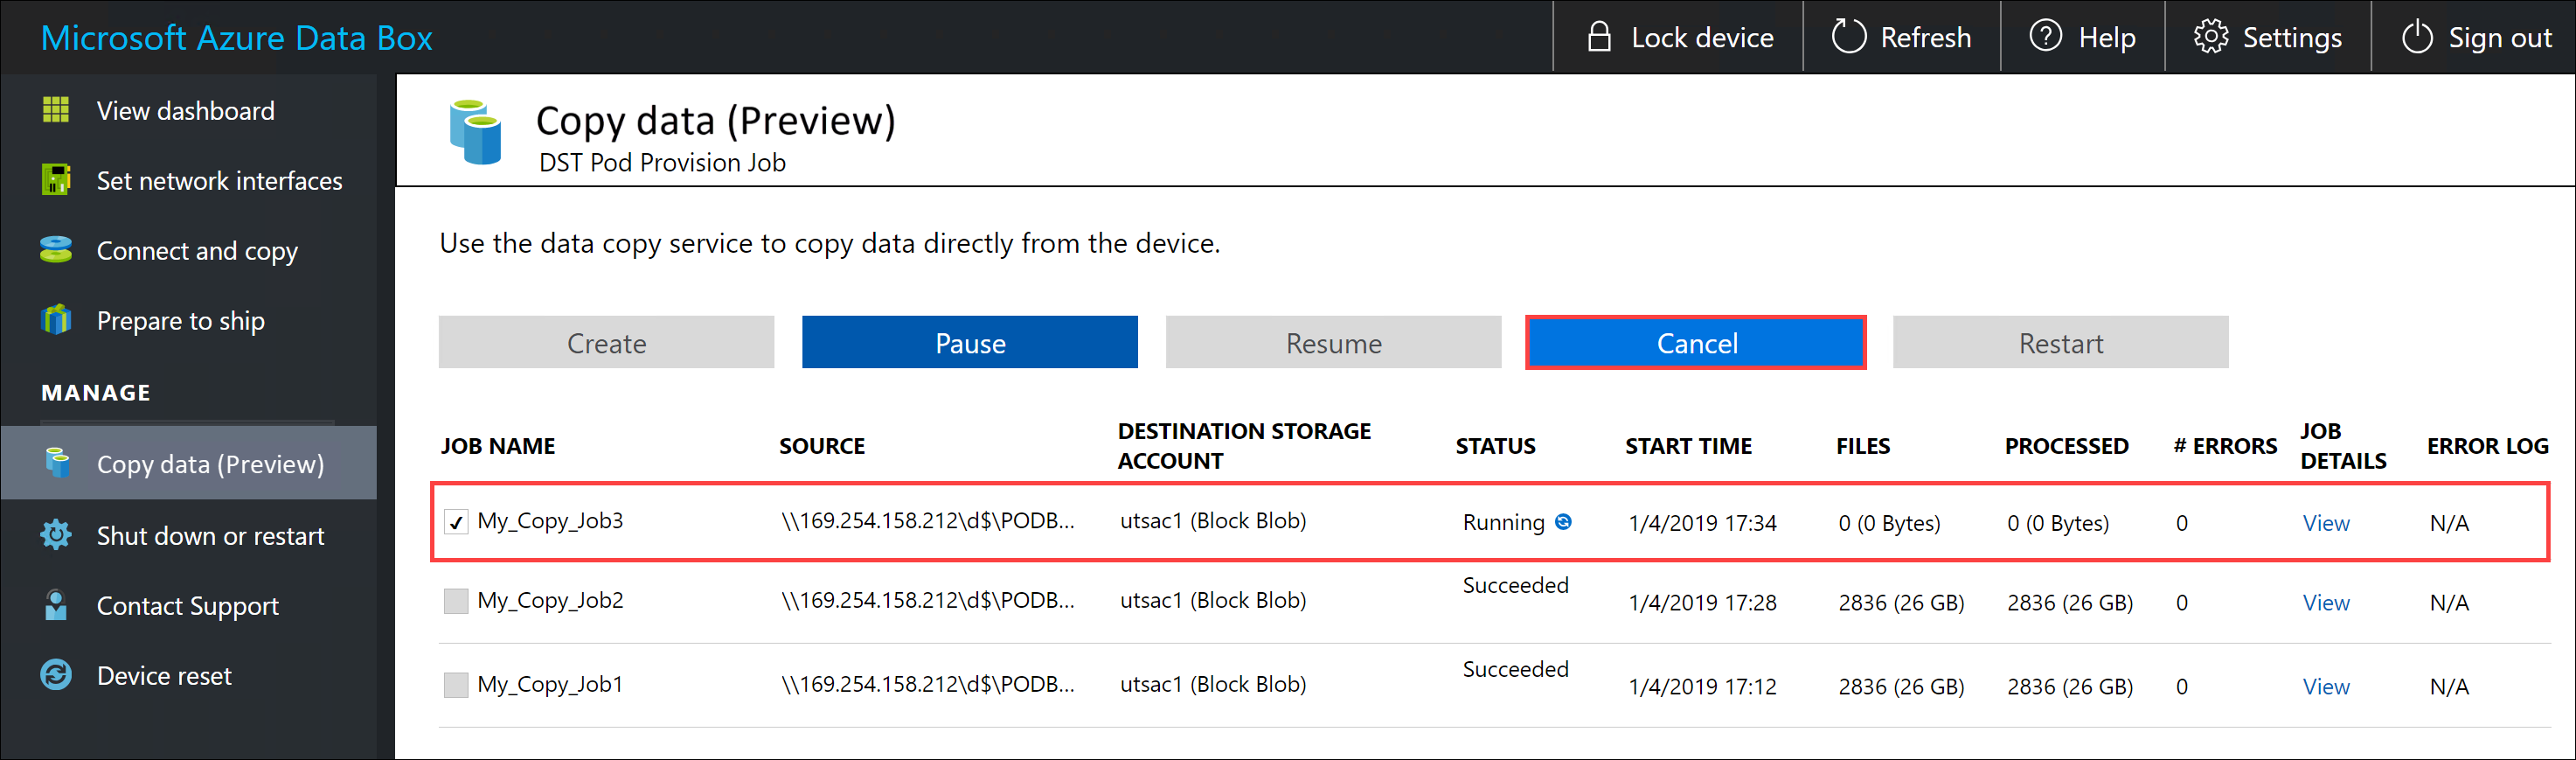 Microsoft Azure Data Box
Lock device
Refresh
Help
Settings
Sign out
View dashboard
Set network interfaces
Connect and copy
Prepare to ship
MANAGE
Copy data (Preview)
Shut down or restart
Contact Support
Device reset
Copy data (Preview)
DST Pod Provision Job
Use the data copy service to copy data directly from the device.
Create Pause Resume Cancel Restart
JOB NAME SOURCE DESTINATION STORAGE ACCOUNT STATUS START TIME FILES PROCESSED # ERRORS JOB DETAILS ERROR LOG
My_Copy_Job3 \\169.254.158.212\d$\PODB... utsac1 (Block Blob) Running 1/4/2019 17:34 0 (0 Bytes) 0 (0 Bytes) 0 View N/A
My_Copy_Job2 \\169.254.158.212\d$\PODB... utsac1 (Block Blob) Succeeded 1/4/2019 17:28 2836 (26 GB) 2836 (26 GB) 0 View N/A
My_Copy_Job1 \\169.254.158.212\d$\PODB... utsac1 (Block Blob) Succeeded 1/4/2019 17:12 2836 (26 GB) 2836 (26 GB) 0 View N/A